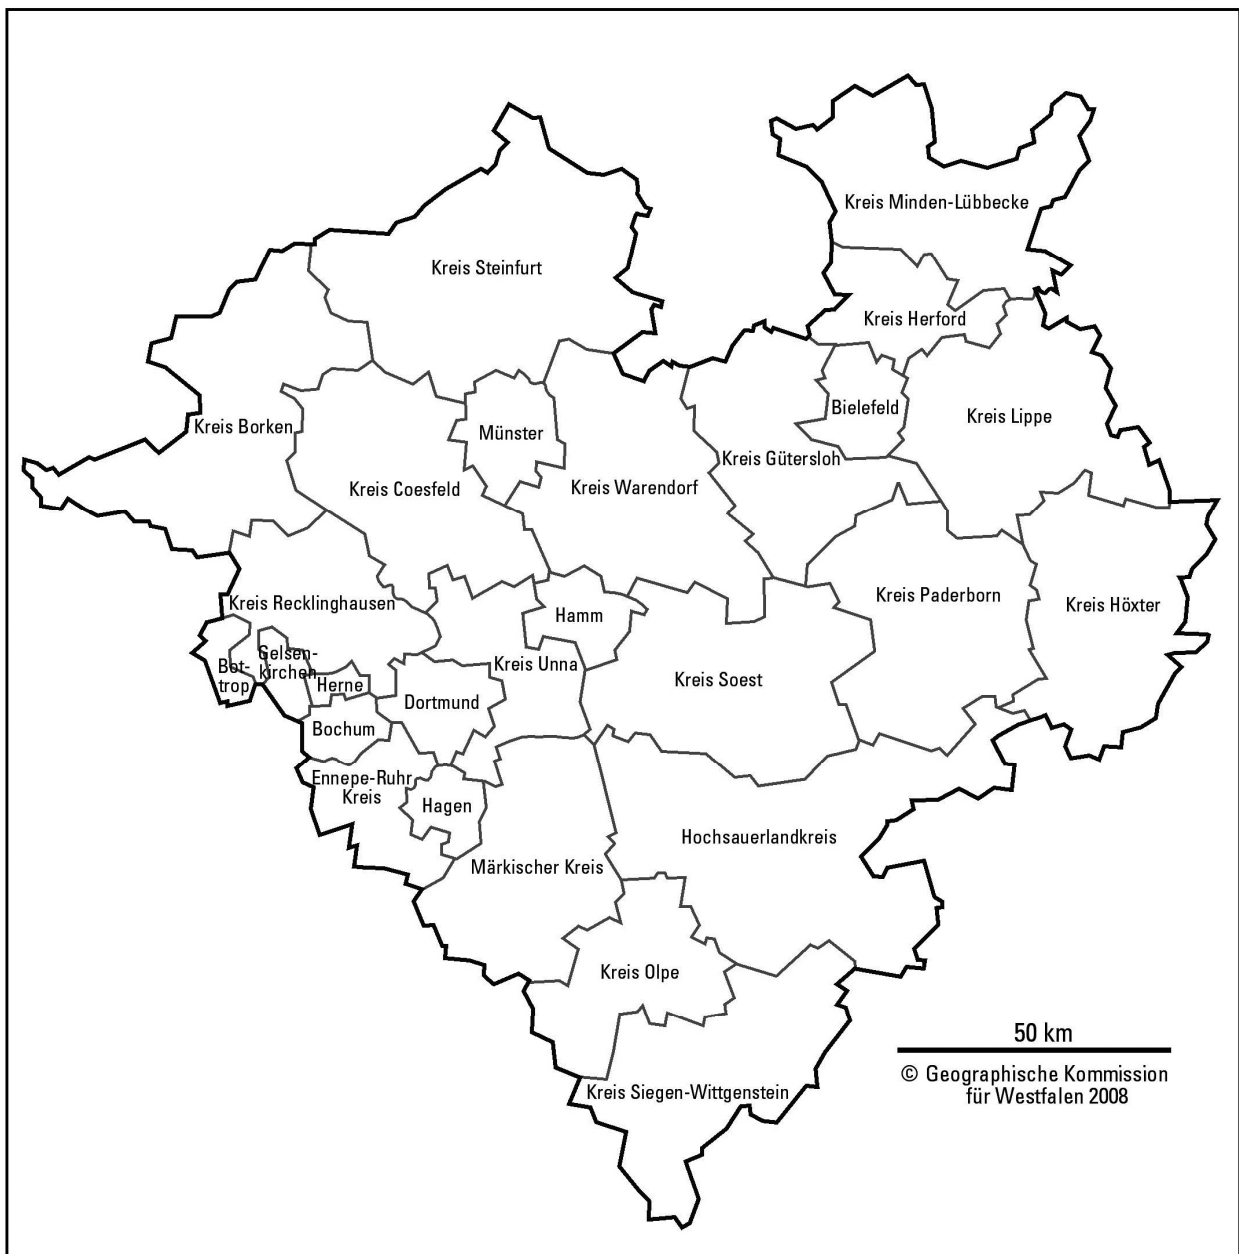 Kreis Minden-Lübbecke
Kreis Steinfurt
Kreis Herford
Kreis Borken
Bielefeld
Kreis Lippe
Münster
Kreis Gütersloh
Kreis Coesfeld
Kreis Warendorf
Kreis Recklinghausen
Kreis Paderborn
Kreis Höxter
Hamm
Gelsen-
kirchen
Bot-
trop
Herne
Kreis Unna
Kreis Soest
Dortmund
Bochum
Ennepe-Ruhr
Kreis
Hagen
Hochsauerlandkreis
Märkischer Kreis
Kreis Olpe
50 km
© Geographische Kommission
für Westfalen 2008
Kreis Siegen-Wittgenstein